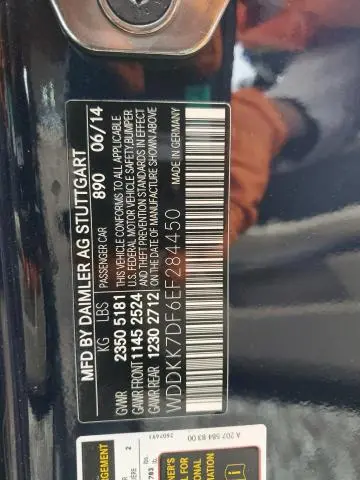 MFD BY DAIMLER AG STUTTGART
PASSENGER CAR 890 06/14
KG LBS
GVWR 2350 5181
GAWR FRONT 1145 2524
GAWR REAR 1230 2712
THIS VEHICLE CONFORMS TO ALL APPLICABLE
U.S. FEDERAL MOTOR VEHICLE SAFETY, BUMPER
AND THEFT PREVENTION STANDARDS IN EFFECT
ON THE DATE OF MANUFACTURE SHOWN ABOVE
WDDKK7DF6EF284450
MADE IN GERMANY
A 207 584 83 00
2607691
2